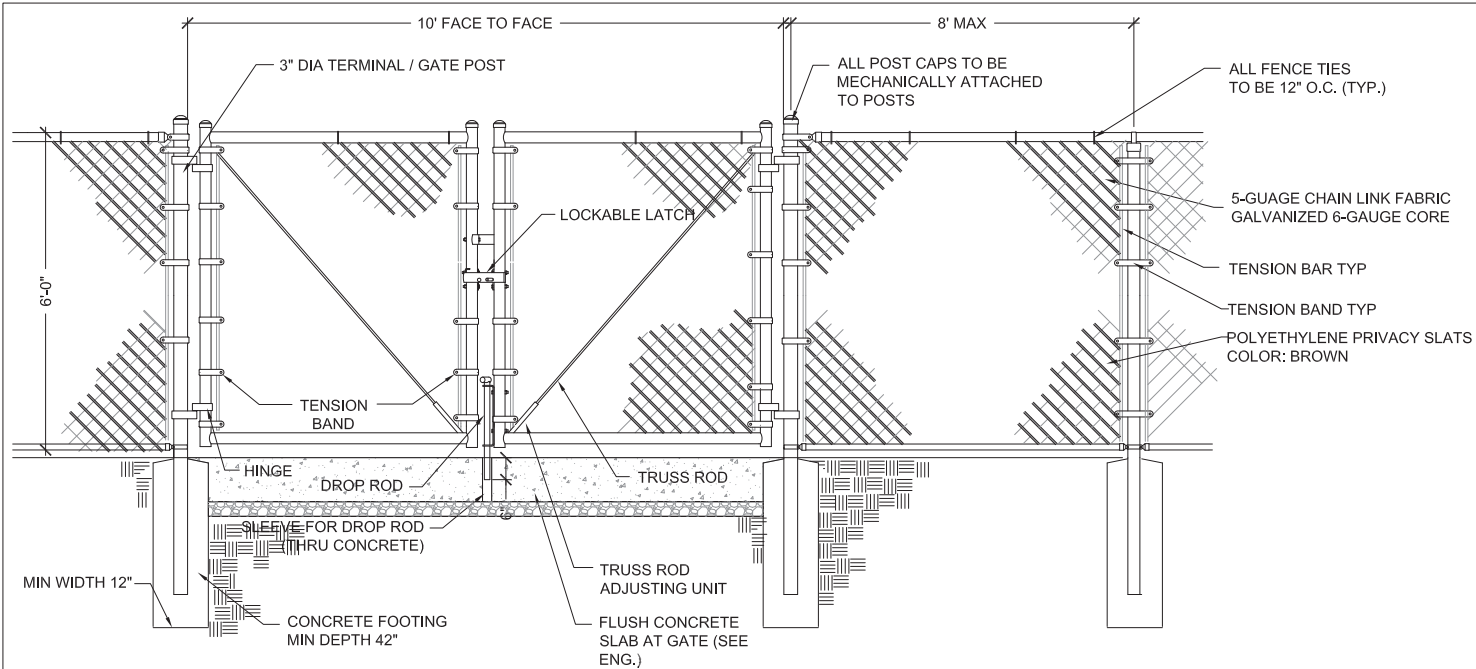 10' FACE TO FACE
8' MAX
3" DIA TERMINAL / GATE POST
ALL POST CAPS TO BE
MECHANICALLY ATTACHED
TO POSTS
ALL FENCE TIES
TO BE 12" O.C. (TYP.)
5-GUAGE CHAIN LINK FABRIC
GALVANIZED 6-GAUGE CORE
LOCKABLE LATCH
TENSION BAR TYP
6'-0"
TENSION BAND TYP
POLYETHYLENE PRIVACY SLATS
COLOR: BROWN
TENSION
BAND
HINGE
DROP ROD
TRUSS ROD
6"
SLEEVE FOR DROP ROD
(THRU CONCRETE)
TRUSS ROD
ADJUSTING UNIT
MIN WIDTH 12"
CONCRETE FOOTING
MIN DEPTH 42"
FLUSH CONCRETE
SLAB AT GATE (SEE
ENG.)